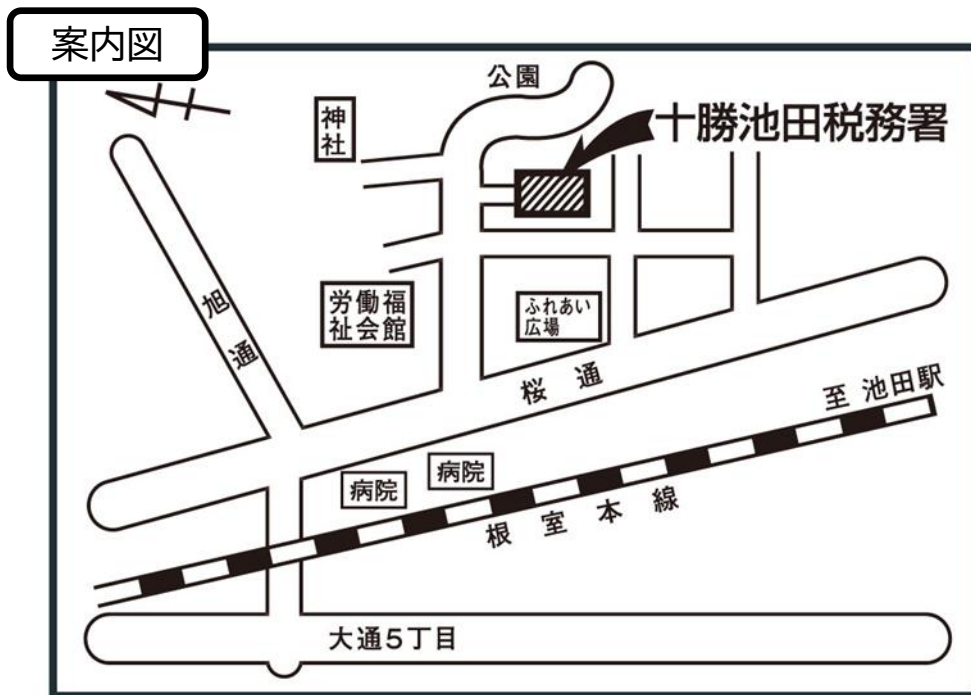 案内図
公園
神
社
十勝池田税務署
旭通
労働福
祉会館
ふれあい
広場
桜通
至 池田駅
病院
病院
根室本線
大通5丁目